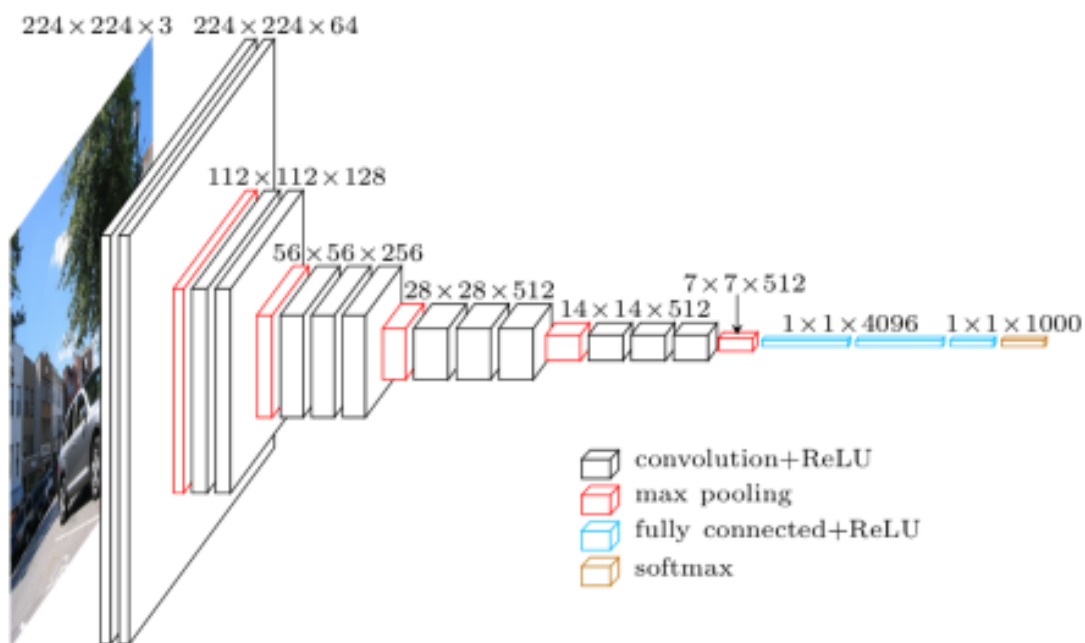 224×224×3
224×224×64
112×112×128
56×56×256
28×28×512
14×14×512
7×7×512
1×1×4096
1×1×1000
convolution+ReLU
max pooling
fully connected+ReLU
softmax